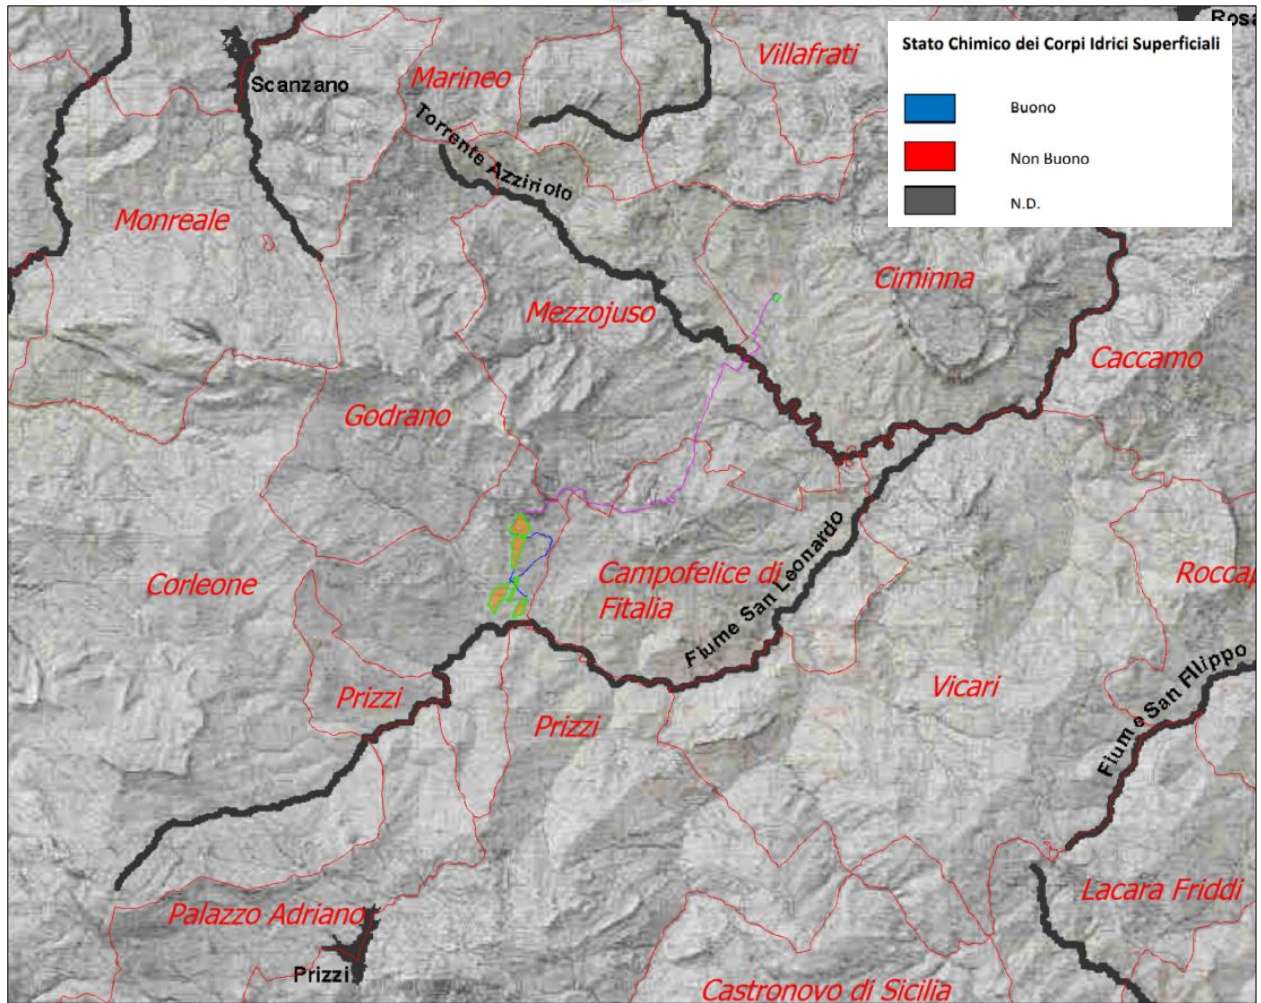 Rosa
Stato Chimico dei Corpi Idrici Superficiali
Buono
Non Buono
N.D.
Villafrati
Marineo
Scanzano
Torrente Azziriolo
Monreale
Ciminna
Mezzojuso
Caccamo
Godrano
Corleone
Campofelice di
Fitalia
Roccap
Fiume San Leonardo
Fiume San Filippo
Vicari
Prizzi
Prizzi
Lacara Friddi
Palazzo Adriano
Prizzi
Castronovo di Sicilia